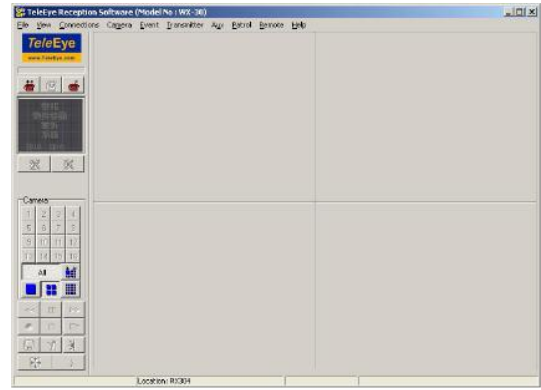 TeleEye Reception Software (Model No : WX-30)
File View Connections Camera Event Transmitter Aux Patrol Remote Help
TeleEye
www.TeleEye.com
Camera
1 2 3 4
5 6 7 8
9 10 11 12
13 14 15 16
All
Location: RX304